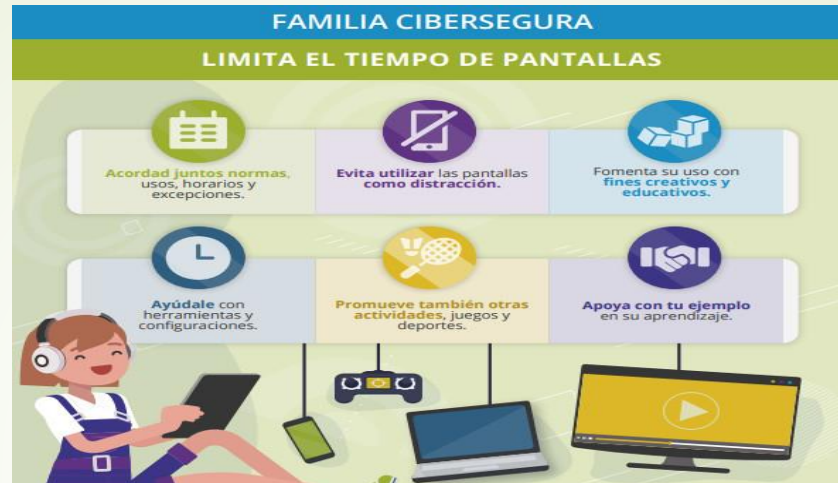 FAMILIA CIBERSEGURA
LIMITA EL TIEMPO DE PANTALLAS
Acordad juntos normas,
usos, horarios y
excepciones.
Evita utilizar las pantallas
como distracción.
Fomenta su uso con
fines creativos y
educativos.
Ayúdale con
herramientas y
configuraciones.
Promueve también otras
actividades, juegos y
deportes.
Apoya con tu ejemplo
en su aprendizaje.